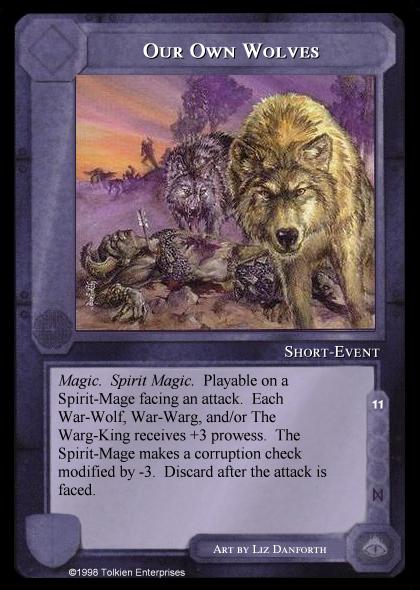 Our Own Wolves
Short-Event
Magic. Spirit Magic. Playable on a
Spirit-Mage facing an attack. Each
War-Wolf, War-Warg, and/or The
Warg-King receives +3 prowess. The
Spirit-Mage makes a corruption check
modified by -3. Discard after the attack is
faced.
11
Art by Liz Danforth
©1998 Tolkien Enterprises